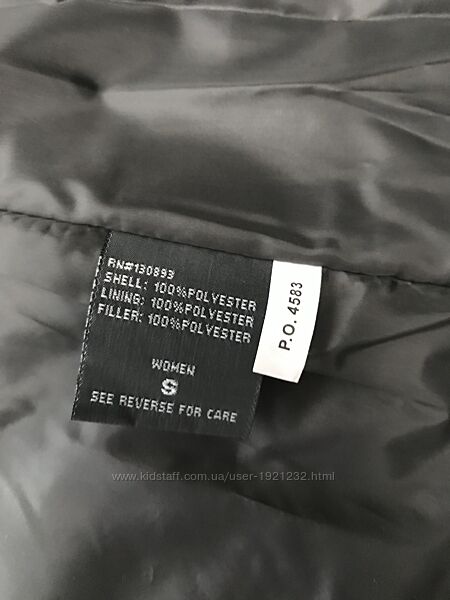 RN#130893
SHELL: 100%POLYESTER
LINING: 100%POLYESTER
FILLER: 100%POLYESTER
WOMEN
S
SEE REVERSE FOR CARE
P.O. 4583
www.kidstaff.com.ua/user-1921232.html